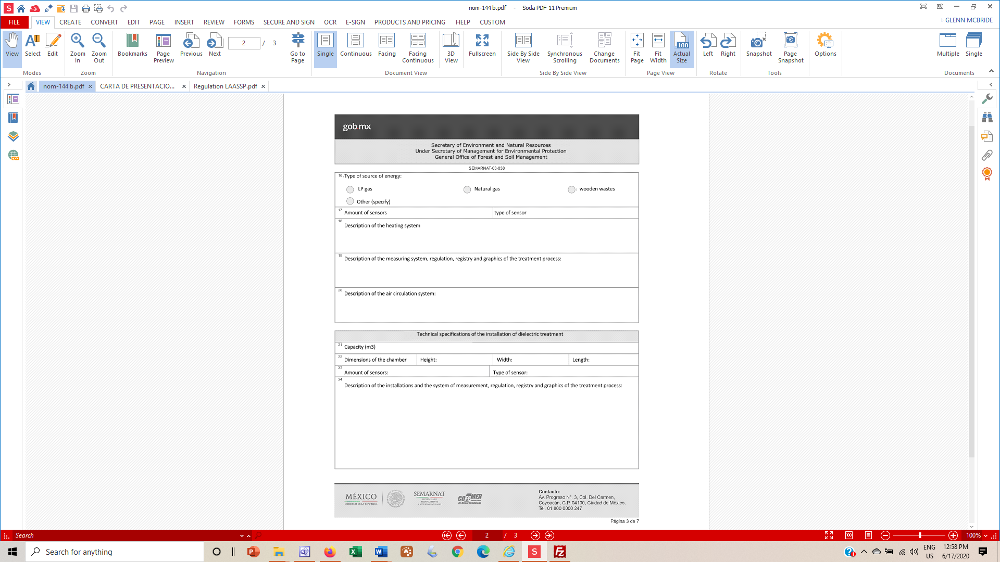 nom-144 b.pdf - Soda PDF 11 Premium
FILE VIEW CREATE CONVERT EDIT PAGE INSERT REVIEW FORMS SECURE AND SIGN OCR E-SIGN PRODUCTS AND PRICING HELP CUSTOM
GLENN MCBRIDE
View Select Edit Zoom In Zoom Out Bookmarks Page Preview Previous Next 2 / 3 Go to Page Single Continuous Facing Facing Continuous 3D View Fullscreen Side By Side View Synchronous Scrolling Change Documents Fit Page Fit Width 100 Actual Size Left Right Snapshot Page Snapshot Options Multiple Single
Modes Zoom Navigation Document View Side By Side View Page View Rotate Tools Documents
nom-144 b.pdf CARTA DE PRESENTACIO... Regulation LAASSP.pdf
gob.mx
Secretary of Environment and Natural Resources
Under Secretary of Management for Environmental Protection
General Office of Forest and Soil Management
SEMARNAT-03-038
16. Type of source of energy:
LP gas Natural gas wooden wastes
Other (specify)
17 Amount of sensors type of sensor
18 Description of the heating system
19 Description of the measuring system, regulation, registry and graphics of the treatment process:
20 Description of the air circulation system:
Technical specifications of the installation of dielectric treatment
21 Capacity (m3)
22 Dimensions of the chamber Height: Width: Length:
23 Amount of sensors: Type of sensor:
24 Description of the installations and the system of measurement, regulation, registry and graphics of the treatment process:
MÉXICO
GOBIERNO DE LA REPÚBLICA
SEMARNAT
SECRETARÍA DE
MEDIO AMBIENTE
Y RECURSOS NATURALES
COFEMER
Contacto:
Av. Progreso N°. 3, Col. Del Carmen,
Coyoacán, C.P. 04100, Ciudad de México.
Tel. 01 800 0000 247
Página 3 de 7
Search 2 / 3 100%
Search for anything
ENG
US
12:58 PM
6/17/2020